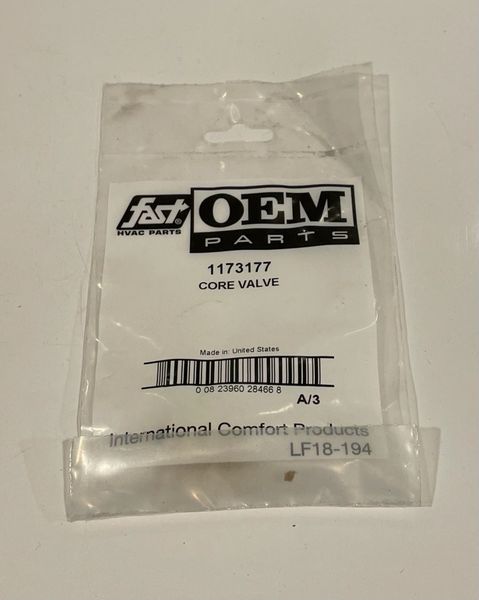 fast®
HVAC PARTS
OEM
PARTS
1173177
CORE VALVE
Made in: United States
0 08 23960 28466 8
A/3
International Comfort Products
LF18-194